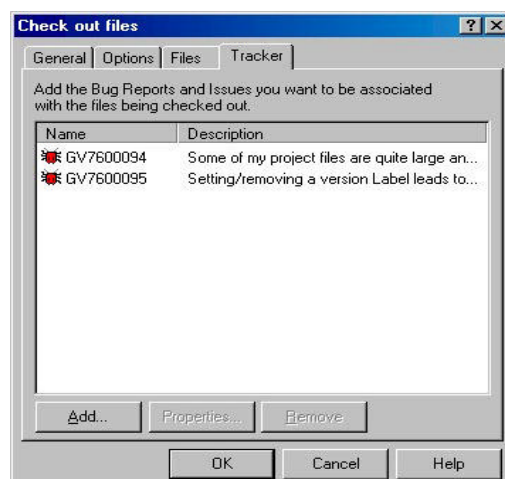 Check out files
General Options Files Tracker
Add the Bug Reports and Issues you want to be associated
with the files being checked out.
Name Description
GV7600094 Some of my project files are quite large an...
GV7600095 Setting/removing a version Label leads to...
Add... Properties... Remove
OK Cancel Help